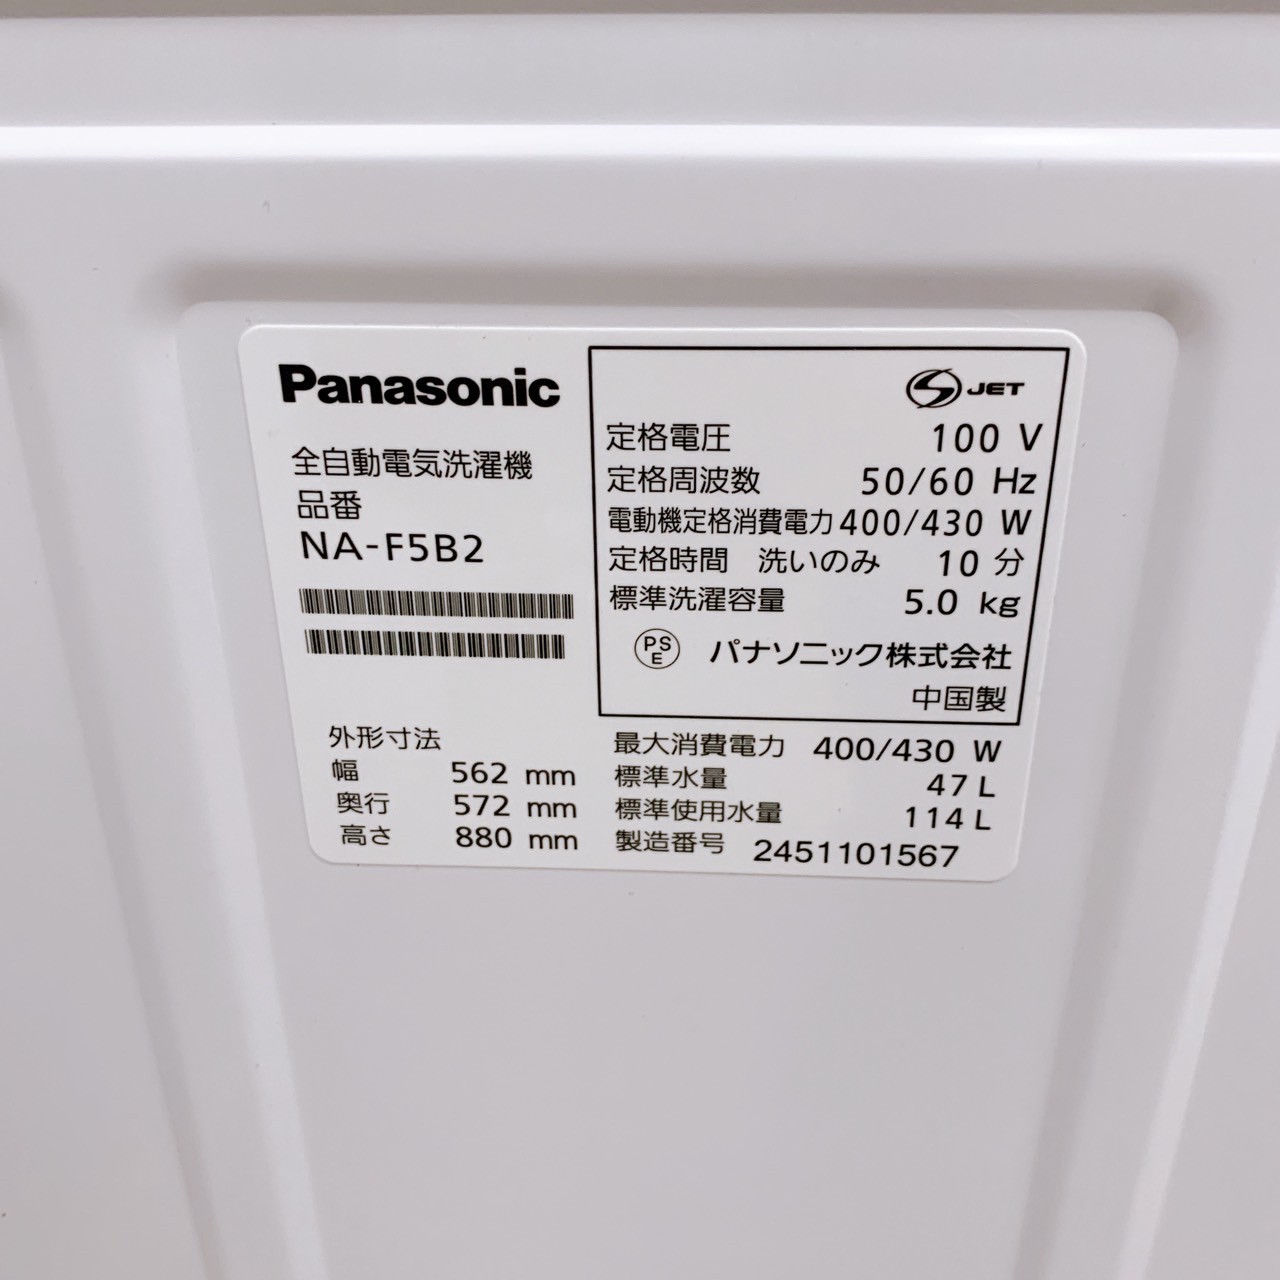 Panasonic
全自動電気洗濯機
品番
NA-F5B2
外形寸法
幅 562 mm
奥行 572 mm
高さ 880 mm
S JET
定格電圧 100 V
定格周波数 50/60 Hz
電動機定格消費電力 400/430 W
定格時間 洗いのみ 10 分
標準洗濯容量 5.0 kg
PSE パナソニック株式会社
中国製
最大消費電力 400/430 W
標準水量 47 L
標準使用水量 114 L
製造番号 2451101567